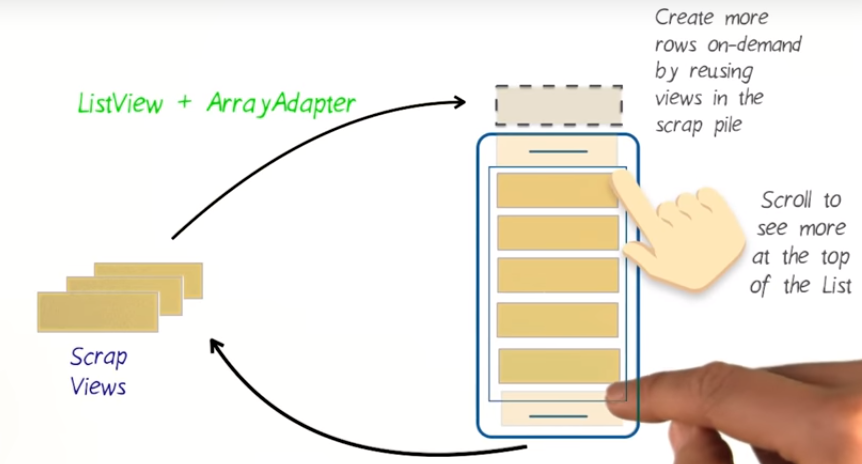 Create more
rows on-demand
by reusing
views in the
scrap pile
ListView + ArrayAdapter
Scroll to
see more
at the top
of the List
Scrap
Views